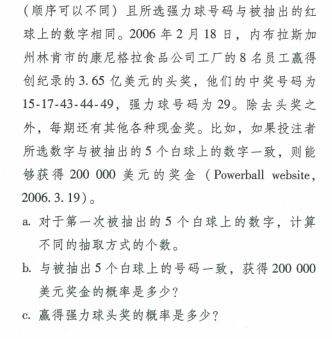 （顺序可以不同）且所选强力球号码与被抽出的红
球上的数字相同。2006 年 2 月 18 日，内布拉斯加
州林肯市的康尼格拉食品公司工厂的 8 名员工赢得
创纪录的 3.65 亿美元的头奖，他们的中奖号码为
15-17-43-44-49，强力球号码为 29。除去头奖之
外，每期还有其他各种现金奖。比如，如果投注者
所选数字与被抽出的 5 个白球上的数字一致，则能
够获得 200 000 美元的奖金（Powerball website，
2006.3.19）。
a. 对于第一次被抽出的 5 个白球上的数字，计算
不同的抽取方式的个数。
b. 与被抽出 5 个白球上的号码一致，获得 200 000
美元奖金的概率是多少？
c. 赢得强力球头奖的概率是多少？